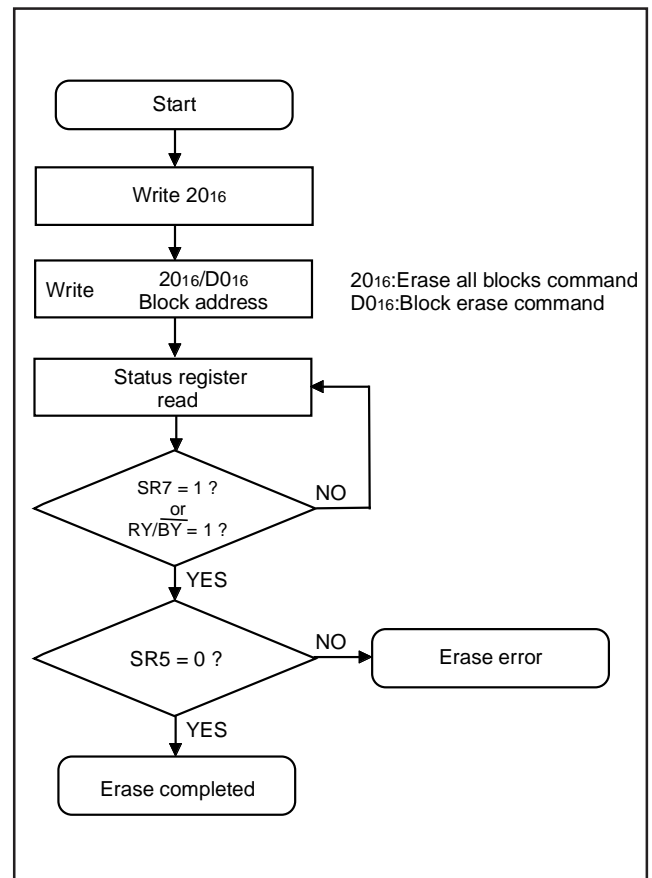 Start
Write 2016
Write 2016/D016
Block address
2016:Erase all blocks command
D016:Block erase command
Status register
read
SR7 = 1 ?
or
RY/BY = 1 ?
NO
YES
SR5 = 0 ?
NO
Erase error
YES
Erase completed